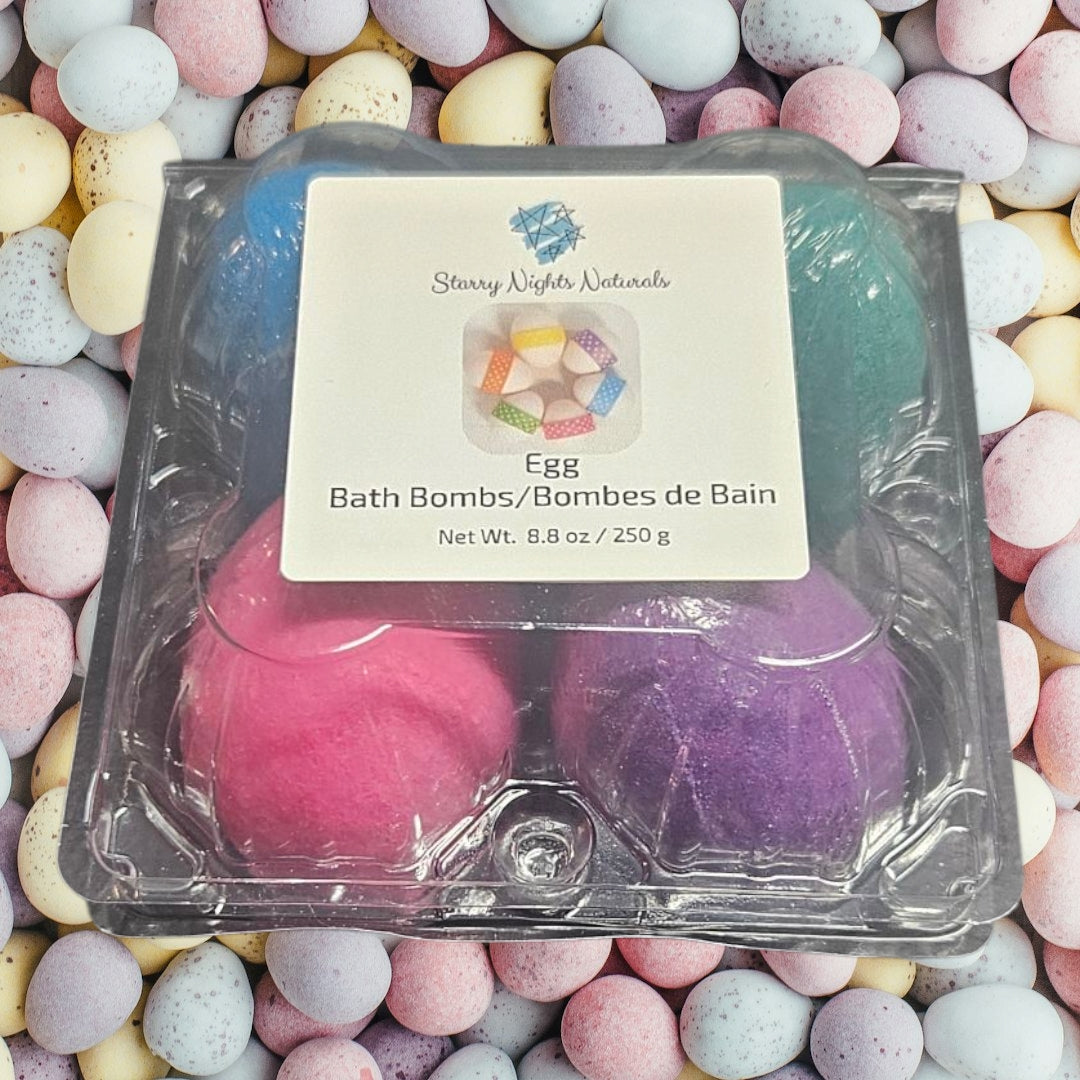 Starry Nights Naturals
Egg
Bath Bombs/Bombes de Bain
Net Wt. 8.8 oz / 250 g